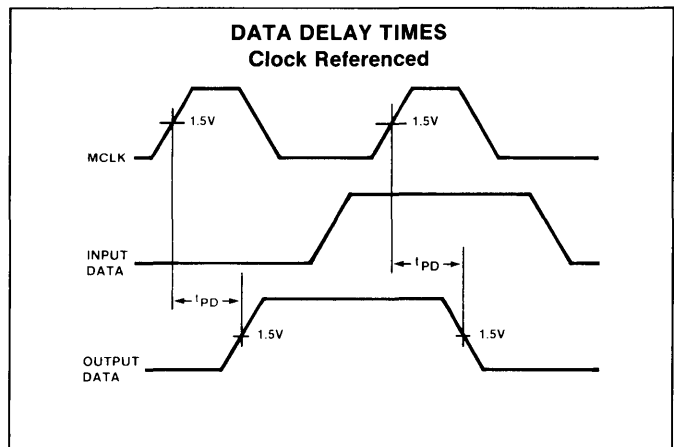 DATA DELAY TIMES
Clock Referenced
1.5V
1.5V
MCLK
INPUT
DATA
tPD
tPD
1.5V
1.5V
OUTPUT
DATA